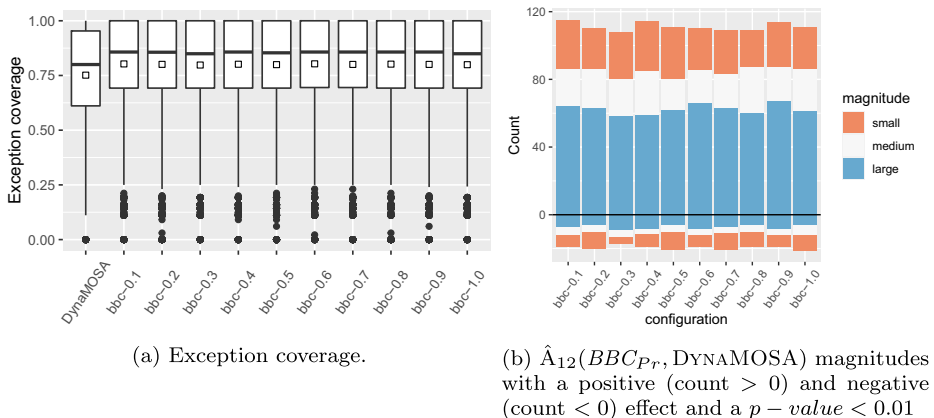 1.00
0.75
0.50
0.25
0.00
Exception coverage
DynaMOSA
bbc−0.1
bbc−0.2
bbc−0.3
bbc−0.4
bbc−0.5
bbc−0.6
bbc−0.7
bbc−0.8
bbc−0.9
bbc−1.0
(a) Exception coverage.
120
80
40
0
Count
bbc−0.1
bbc−0.2
bbc−0.3
bbc−0.4
bbc−0.5
bbc−0.6
bbc−0.7
bbc−0.8
bbc−0.9
bbc−1.0
configuration
magnitude
small
medium
large
(b) Â12(BBCPr, DYNAMOSA) magnitudes
with a positive (count > 0) and negative
(count < 0) effect and a p − value < 0.01